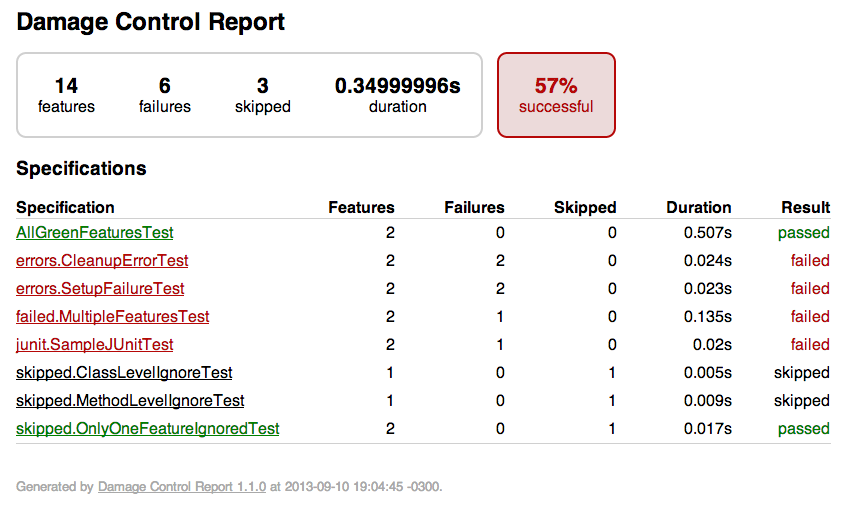 Damage Control Report
14 6 3 0.34999996s 57%
features failures skipped duration successful
Specifications
Specification Features Failures Skipped Duration Result
AllGreenFeaturesTest 2 0 0 0.507s passed
errors.CleanupErrorTest 2 2 0 0.024s failed
errors.SetupFailureTest 2 2 0 0.023s failed
failed.MultipleFeaturesTest 2 1 0 0.135s failed
junit.SampleJUnitTest 2 1 0 0.02s failed
skipped.ClassLevelIgnoreTest 1 0 1 0.005s skipped
skipped.MethodLevelIgnoreTest 1 0 1 0.009s skipped
skipped.OnlyOneFeatureIgnoredTest 2 0 1 0.017s passed
Generated by Damage Control Report 1.1.0 at 2013-09-10 19:04:45 -0300.